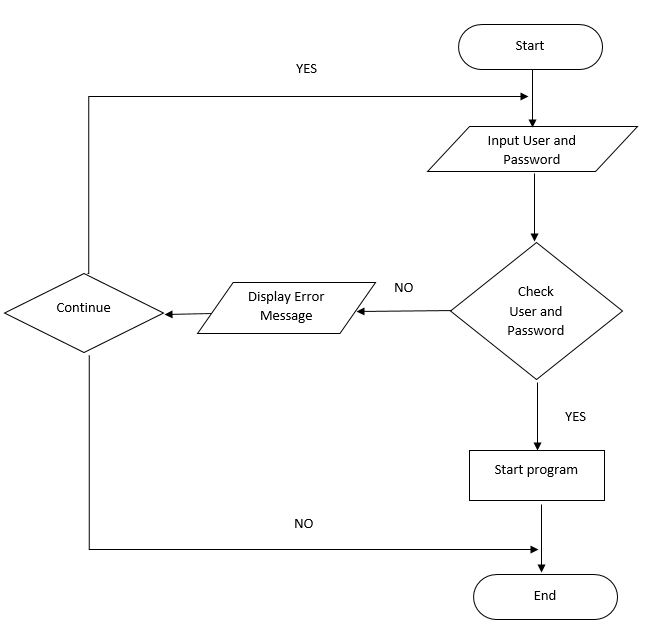 Start
YES
Input User and
Password
Check
User and
Password
NO
Display Error
Message
Continue
YES
Start program
NO
End